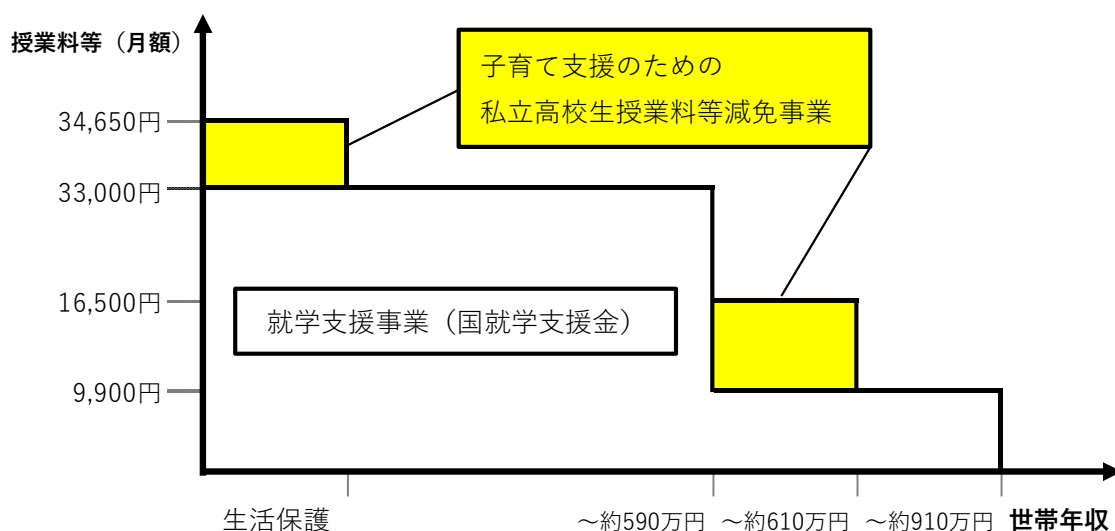 授業料等（月額）
子育て支援のための
私立高校生授業料等減免事業
34,650円
33,000円
16,500円
就学支援事業（国就学支援金）
9,900円
生活保護
～約590万円
～約610万円
～約910万円
世帯年収